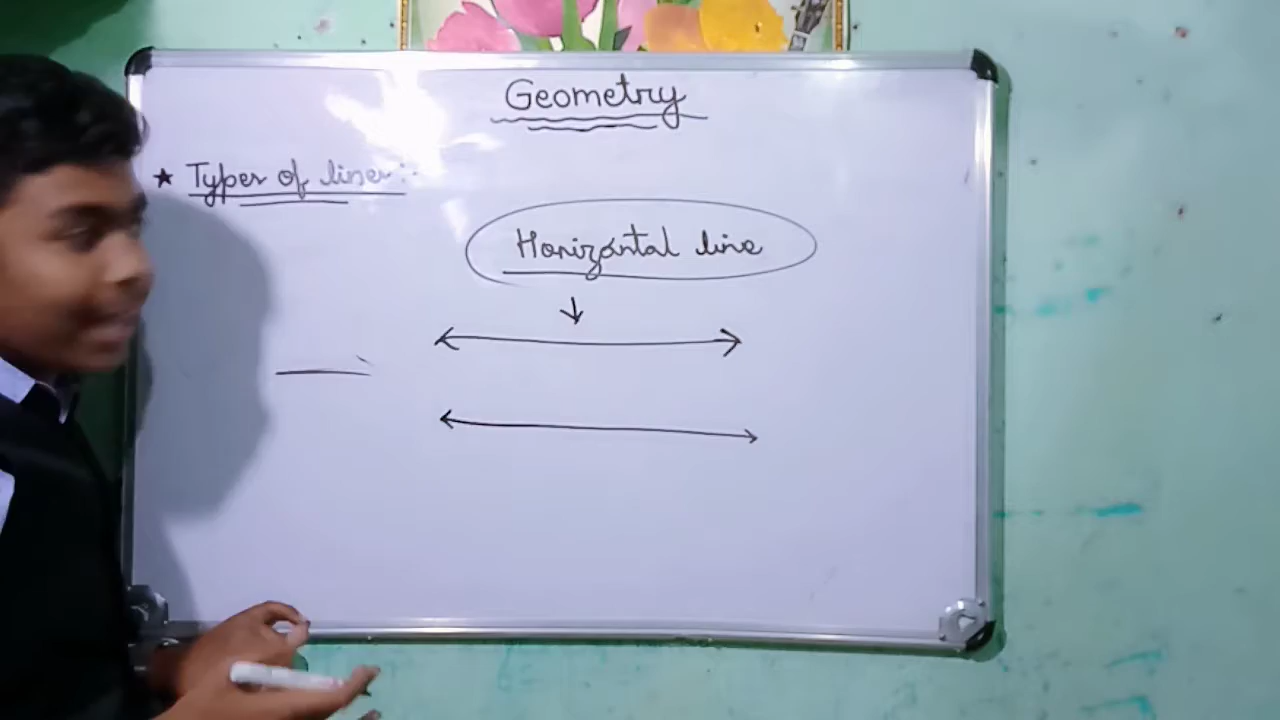 Geometry
★ Types of lines :-
Horizontal line